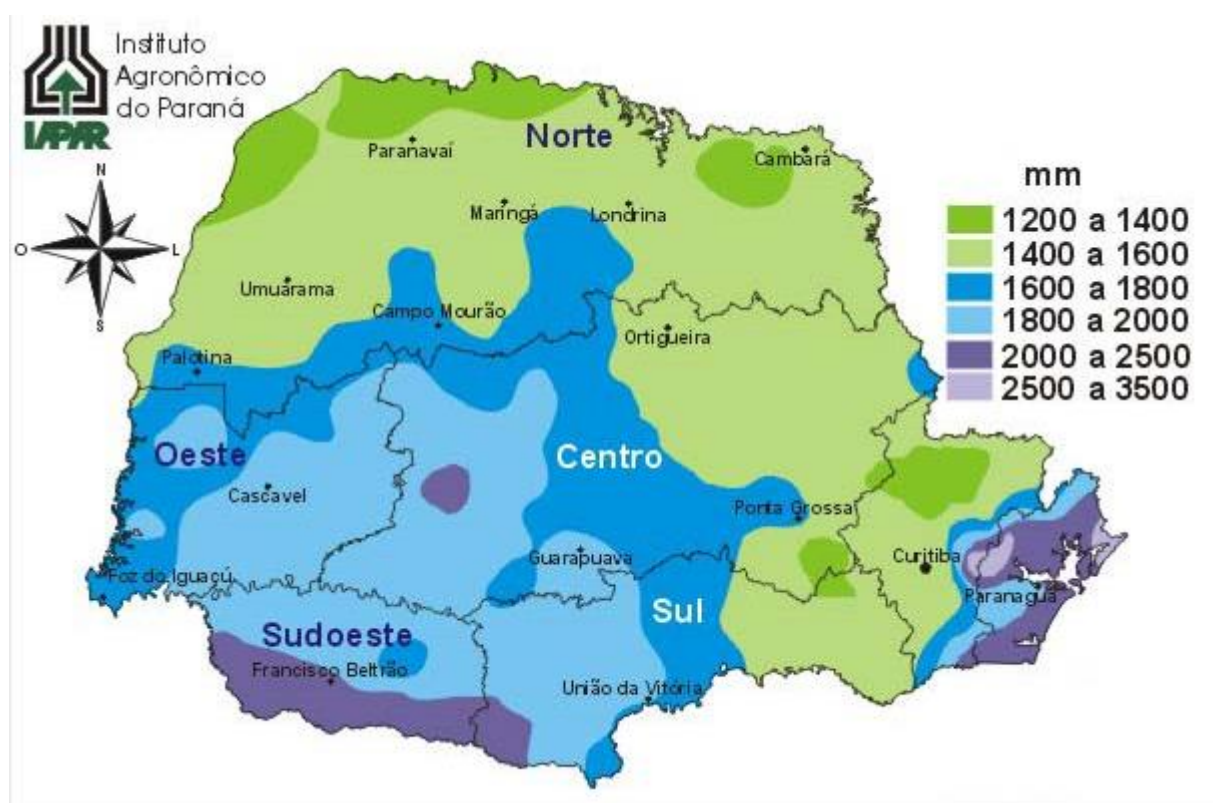 Instituto
Agronômico
do Paraná
IAPAR
N
O
L
S
Norte
Paranavaí
Cambará
Maringá
Londrina
Umuarama
Campo Mourão
Ortigueira
Palotina
Oeste
Centro
Cascavel
Ponta Grossa
Guarapuava
Curitiba
Foz do Iguaçú
Paranaguá
Sul
Sudoeste
Francisco Beltrão
União da Vitória
mm
1200 a 1400
1400 a 1600
1600 a 1800
1800 a 2000
2000 a 2500
2500 a 3500